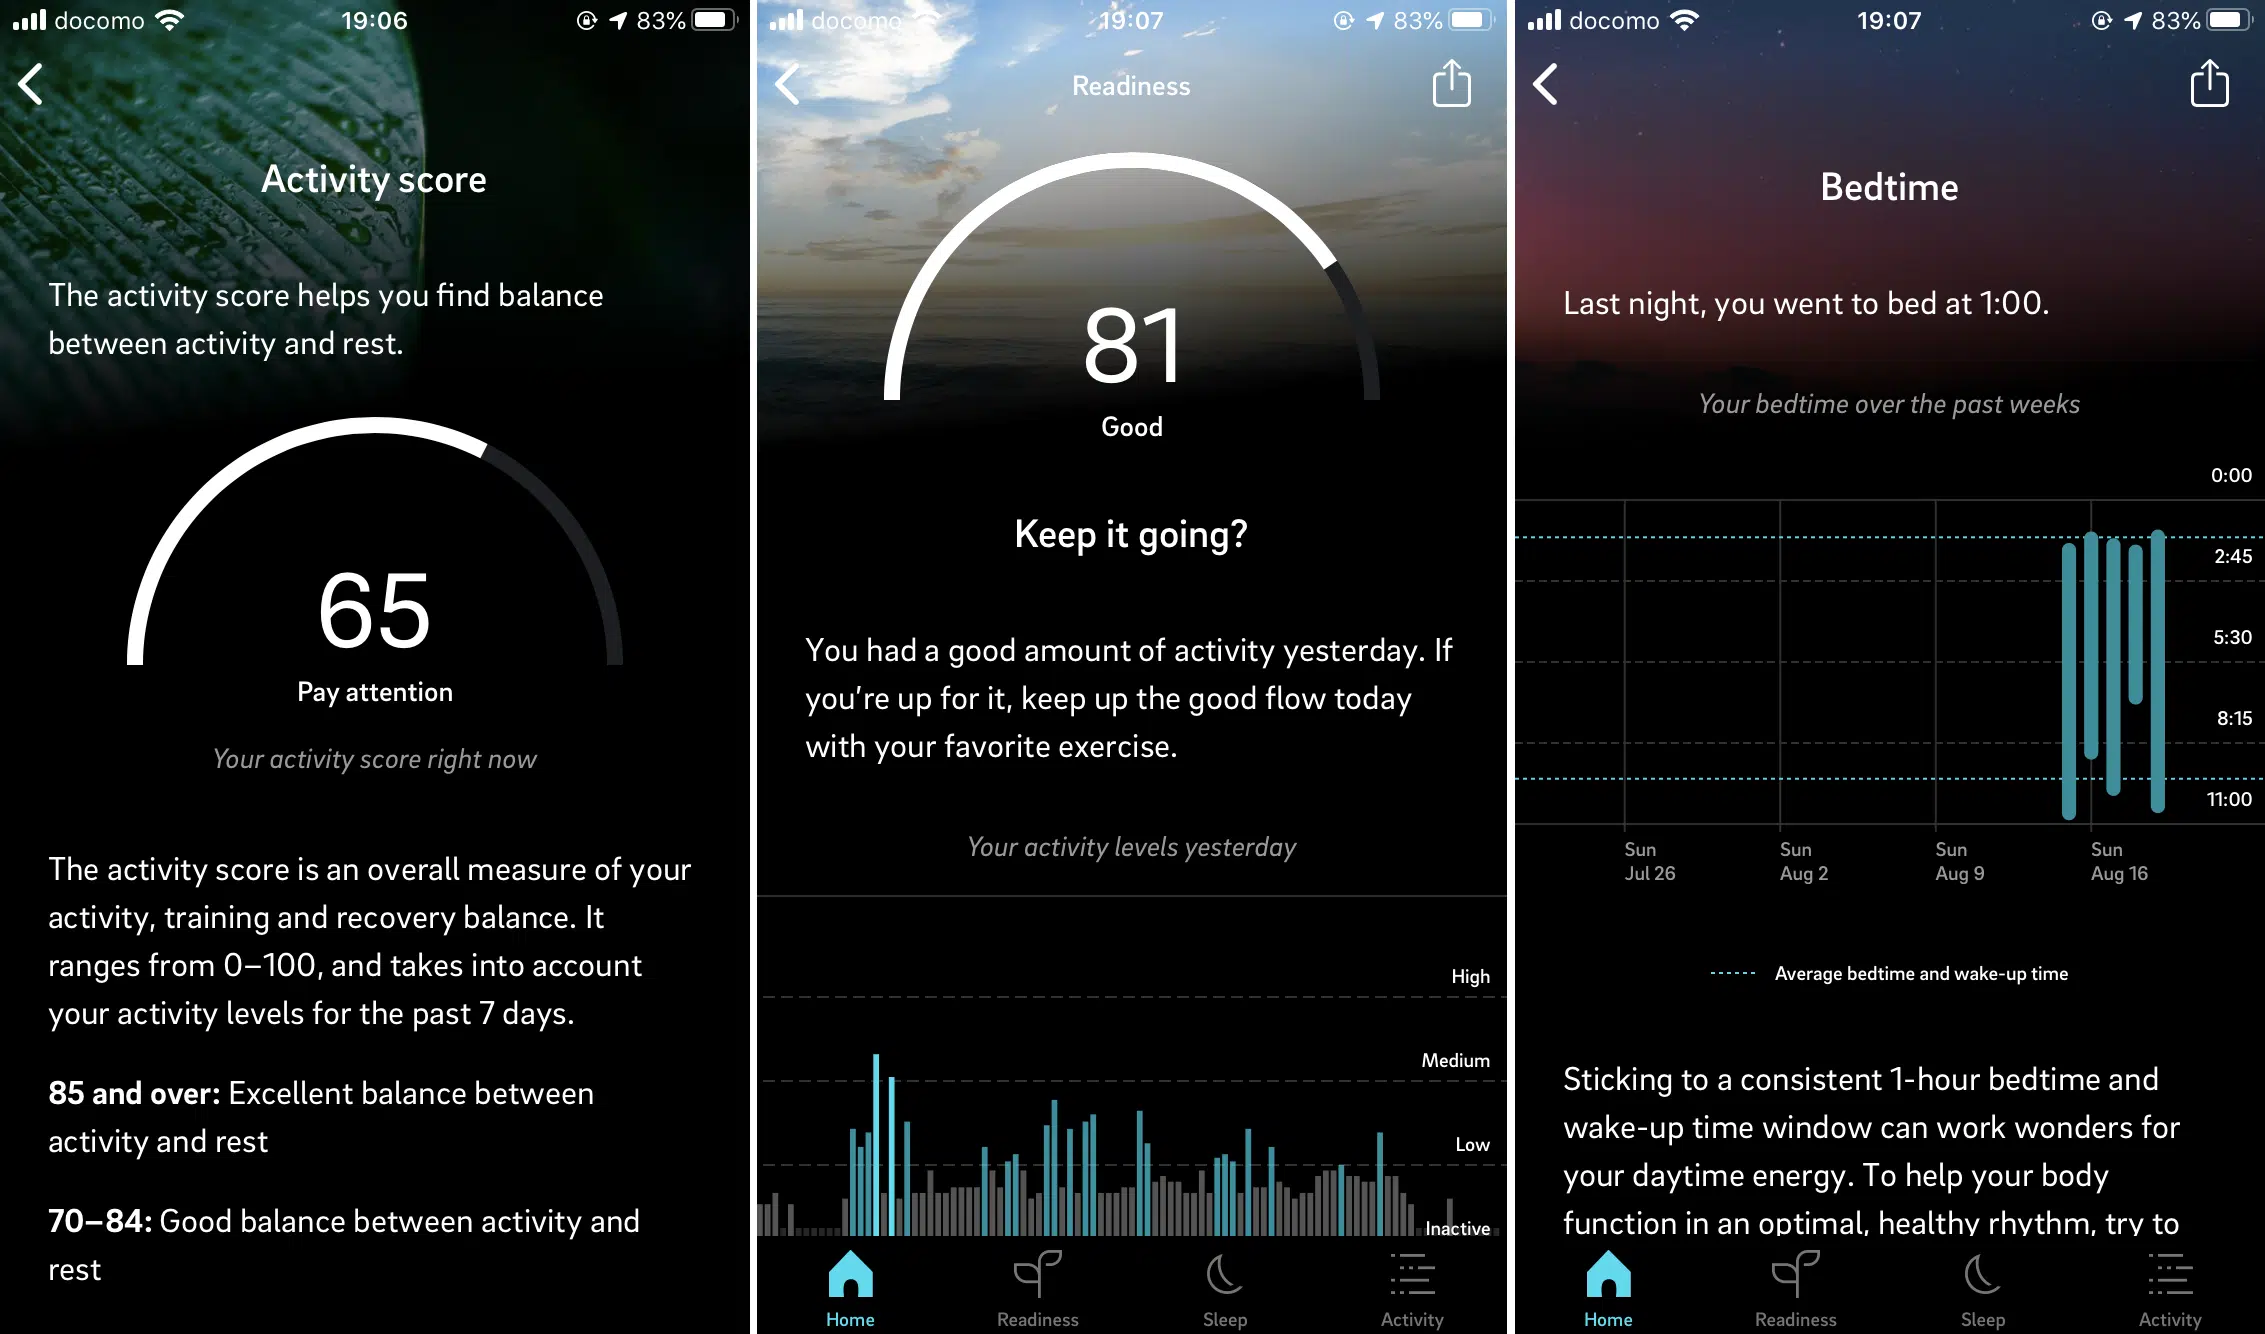 docomo 19:06 83%
Activity score
The activity score helps you find balance
between activity and rest.
65
Pay attention
Your activity score right now
The activity score is an overall measure of your
activity, training and recovery balance. It
ranges from 0–100, and takes into account
your activity levels for the past 7 days.
85 and over: Excellent balance between
activity and rest
70–84: Good balance between activity and
rest
docomo 19:07 83%
Readiness
81
Good
Keep it going?
You had a good amount of activity yesterday. If
you're up for it, keep up the good flow today
with your favorite exercise.
Your activity levels yesterday
High
Medium
Low
Inactive
Home Readiness Sleep Activity
docomo 19:07 83%
Bedtime
Last night, you went to bed at 1:00.
Your bedtime over the past weeks
0:00
2:45
5:30
8:15
11:00
Sun Sun Sun Sun
Jul 26 Aug 2 Aug 9 Aug 16
Average bedtime and wake-up time
Sticking to a consistent 1-hour bedtime and
wake-up time window can work wonders for
your daytime energy. To help your body
function in an optimal, healthy rhythm, try to
Home Readiness Sleep Activity